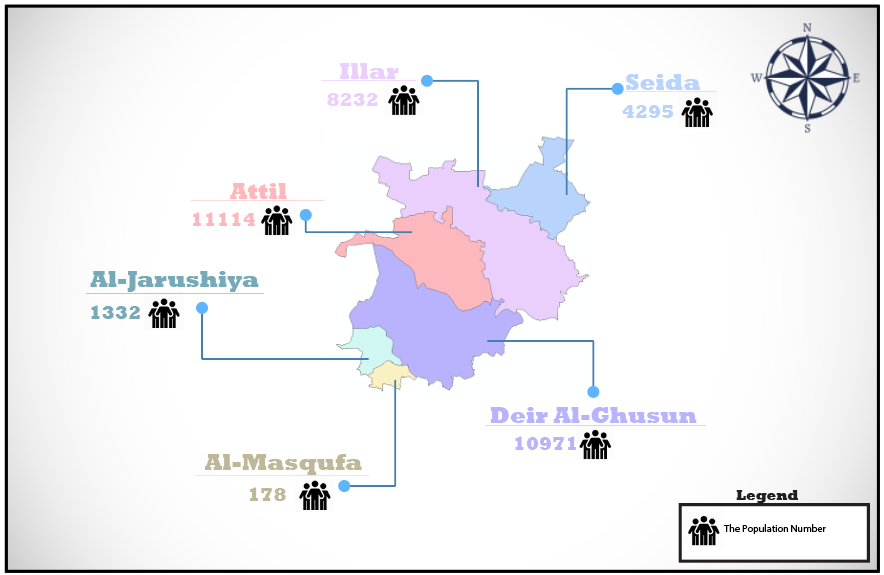 N
W
E
S
Illar
8232
Seida
4295
Attil
11114
Al-Jarushiya
1332
Deir Al-Ghusun
10971
Al-Masqufa
178
Legend
The Population Number